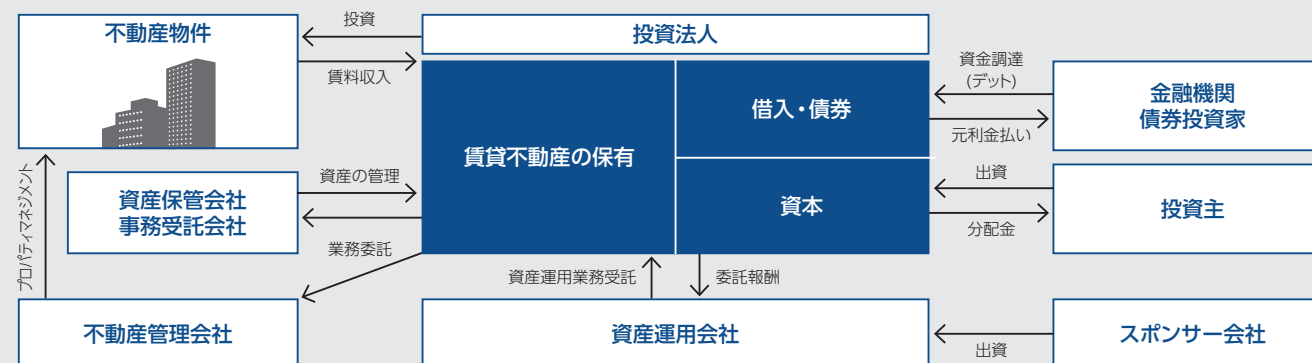 不動産物件
投資
賃料収入
投資法人
賃貸不動産の保有
借入・債券
資本
資金調達
(デット)
元利金払い
金融機関
債券投資家
出資
分配金
投資主
資産保管会社
事務受託会社
資産の管理
業務委託
プロパティマネジメント
資産運用業務受託
委託報酬
不動産管理会社
資産運用会社
出資
スポンサー会社